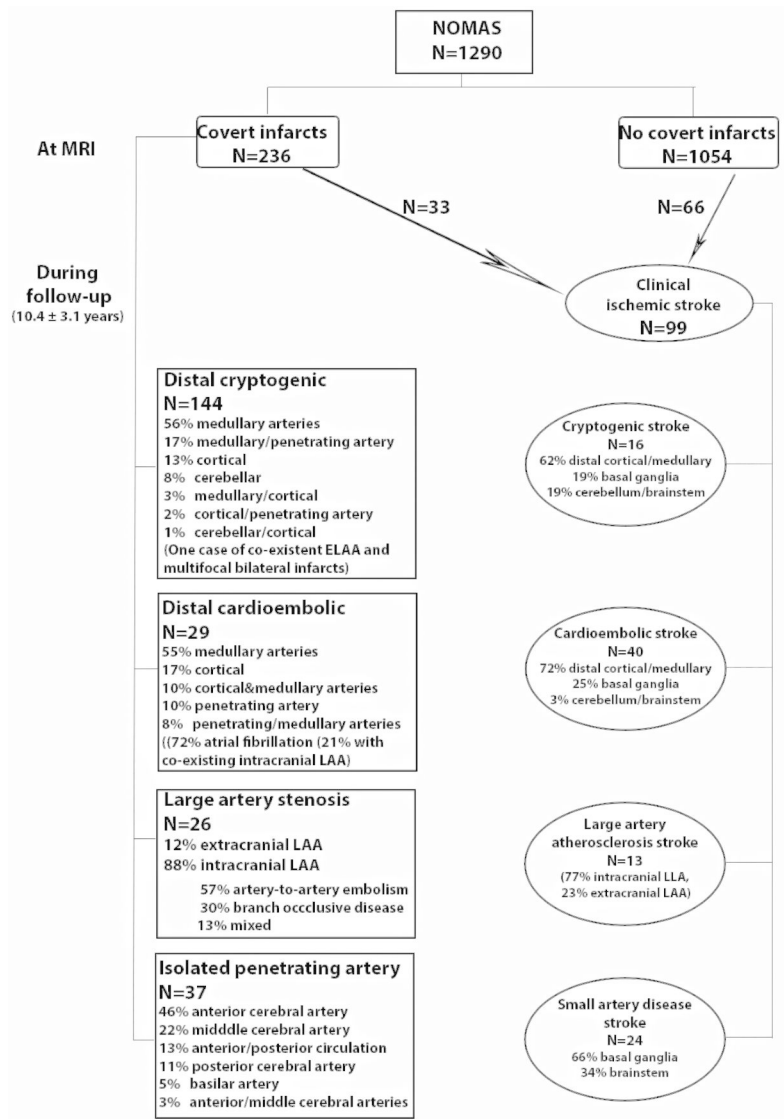 NOMAS
N=1290
At MRI
Covert infarcts
N=236
No covert infarcts
N=1054
N=33
N=66
During
follow-up
(10.4 ± 3.1 years)
Clinical
ischemic stroke
N=99
Distal cryptogenic
N=144
56% medullary arteries
17% medullary/penetrating artery
13% cortical
8% cerebellar
3% medullary/cortical
2% cortical/penetrating artery
1% cerebellar/cortical
(One case of co-existent ELAA and
multifocal bilateral infarcts)
Cryptogenic stroke
N=16
62% distal cortical/medullary
19% basal ganglia
19% cerebellum/brainstem
Distal cardioembolic
N=29
55% medullary arteries
17% cortical
10% cortical&medullary arteries
10% penetrating artery
8% penetrating/medullary arteries
((72% atrial fibrillation (21% with
co-existing intracranial LAA)
Cardioembolic stroke
N=40
72% distal cortical/medullary
25% basal ganglia
3% cerebellum/brainstem
Large artery stenosis
N=26
12% extracranial LAA
88% intracranial LAA
57% artery-to-artery embolism
30% branch occclusive disease
13% mixed
Large artery
atherosclerosis stroke
N=13
(77% intracranial LLA,
23% extracranial LAA)
Isolated penetrating artery
N=37
46% anterior cerebral artery
22% midddle cerebral artery
13% anterior/posterior circulation
11% posterior cerebral artery
5% basilar artery
3% anterior/middle cerebral arteries
Small artery disease
stroke
N=24
66% basal ganglia
34% brainstem